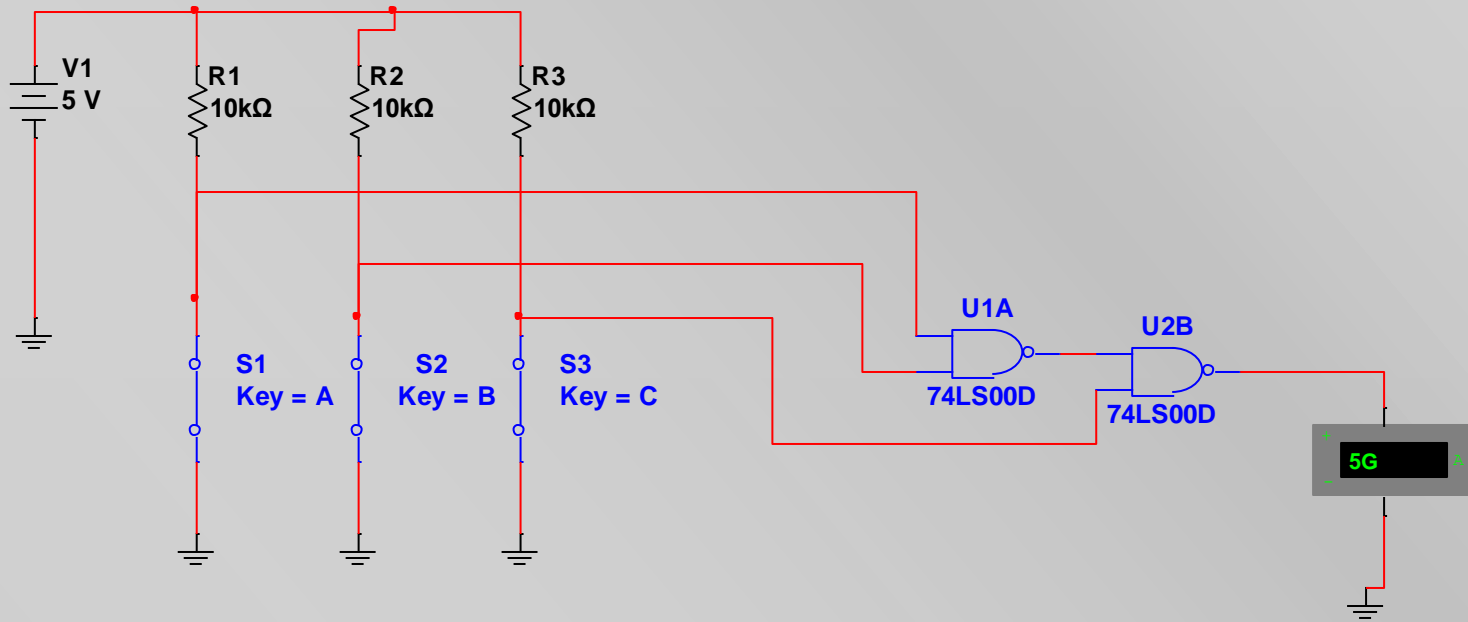 V1
5 V
R1
10kΩ
R2
10kΩ
R3
10kΩ
S1
Key = A
S2
Key = B
S3
Key = C
U1A
74LS00D
U2B
74LS00D
+
5G
A
-